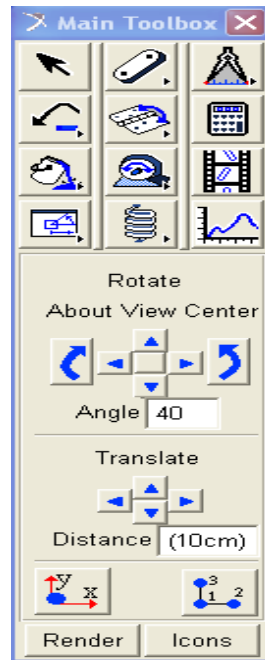 Main Toolbox
Rotate
About View Center
Angle 40
Translate
Distance (10cm)
y x
3 1 2
Render Icons